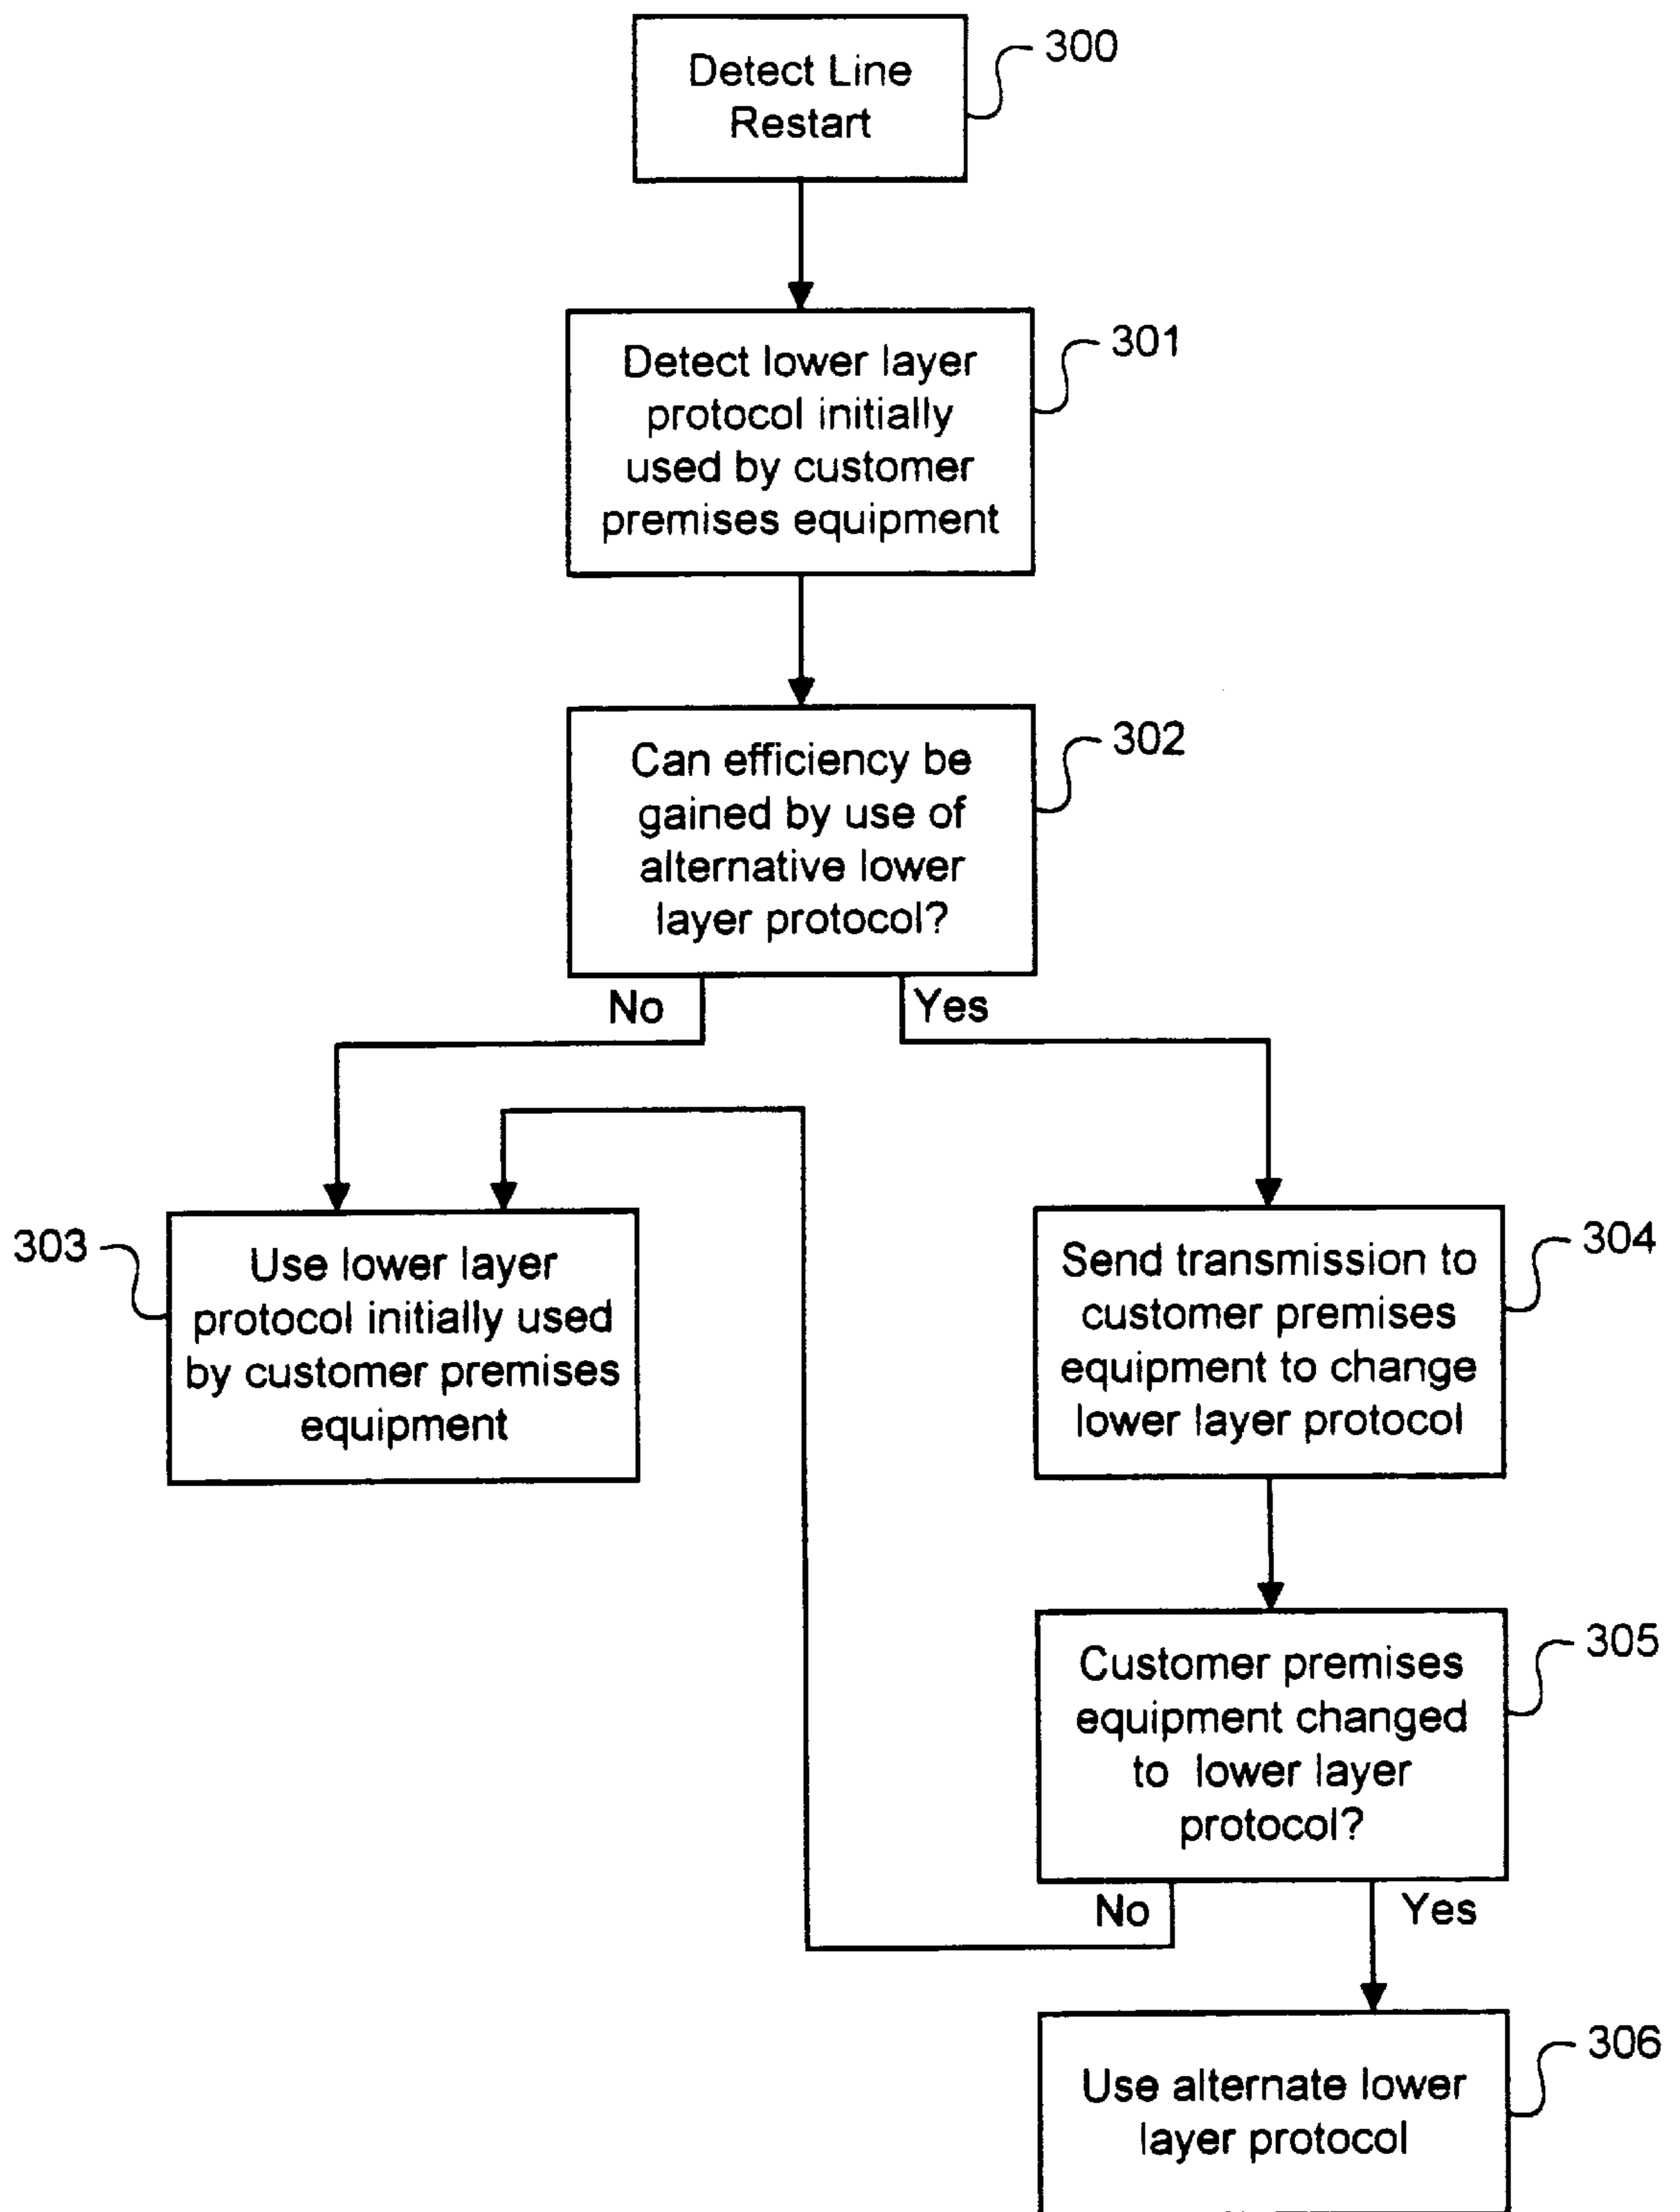 Detect Line
Restart
300
Detect lower layer
protocol initially
used by customer
premises equipment
301
Can efficiency be
gained by use of
alternative lower
layer protocol?
302
No
Yes
303
Use lower layer
protocol initially used
by customer premises
equipment
Send transmission to
customer premises
equipment to change
lower layer protocol
304
Customer premises
equipment changed
to lower layer
protocol?
305
No
Yes
Use alternate lower
layer protocol
306